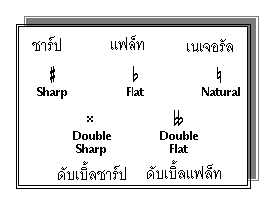 ชาร์ป แฟล็ท เนเจอรัล
♯ ♭ ♮
Sharp Flat Natural
𝄪 ♭♭
Double Double
Sharp Flat
ดับเบิ้ลชาร์ป ดับเบิ้ลแฟล็ท